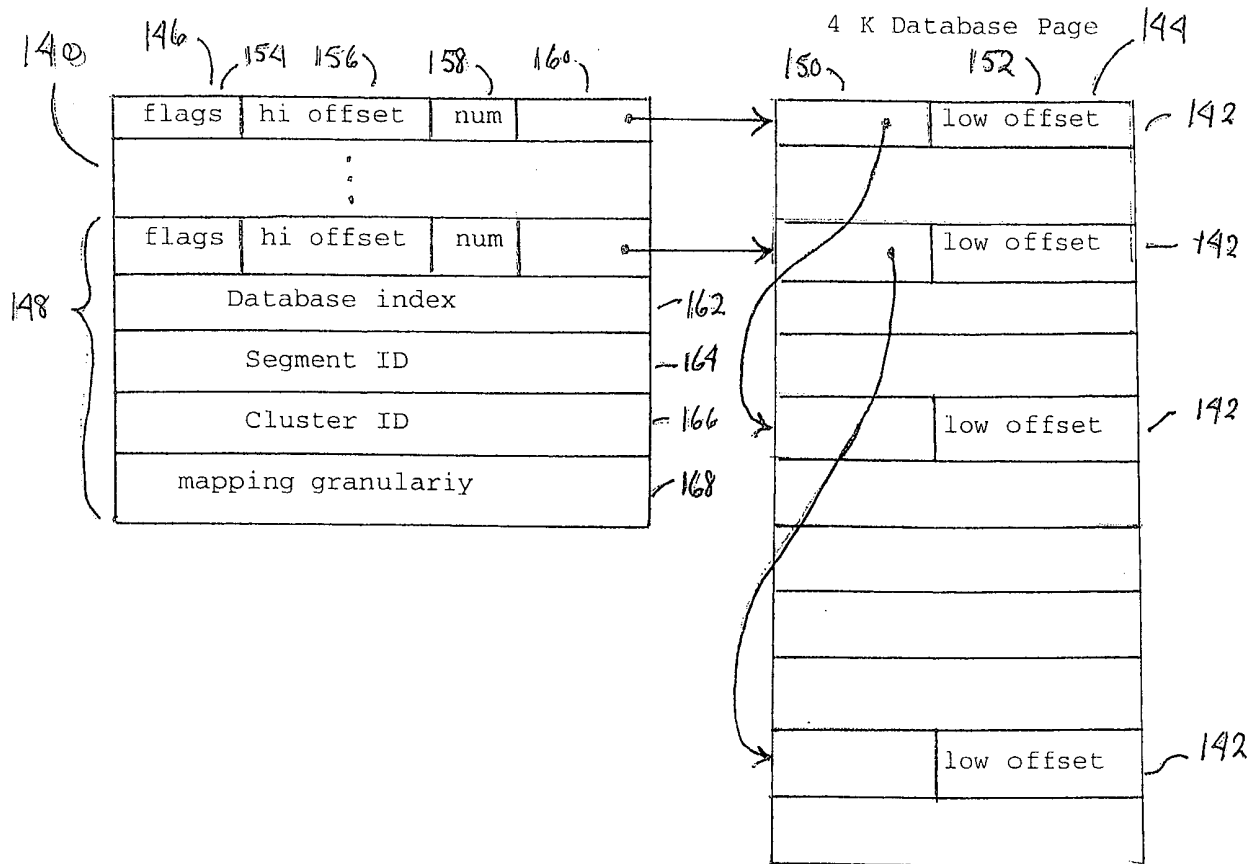 4 K Database Page
140
146
154 156 158 160
150 152 144
flags hi offset num
low offset 142
flags hi offset num
low offset 142
148
Database index 162
Segment ID 164
Cluster ID 166
low offset 142
mapping granulariy 168
low offset 142